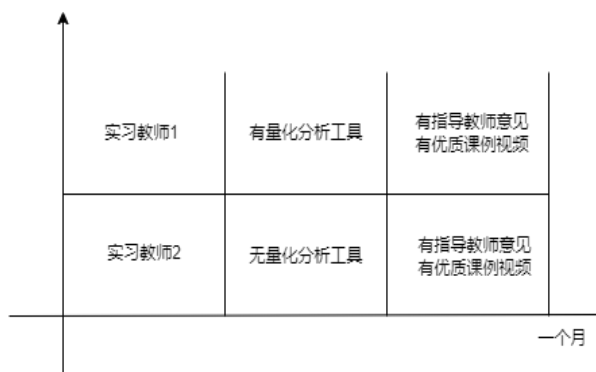 实习教师1
有量化分析工具
有指导教师意见
有优质课例视频
实习教师2
无量化分析工具
有指导教师意见
有优质课例视频
一个月